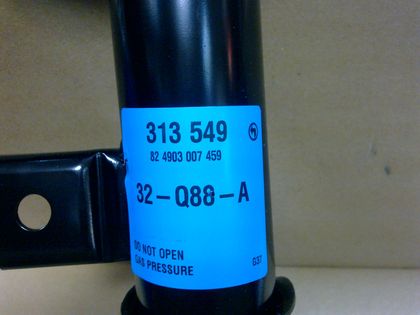 313 549
82 4903 007 459
32-Q88-A
DO NOT OPEN
GAS PRESSURE
G37